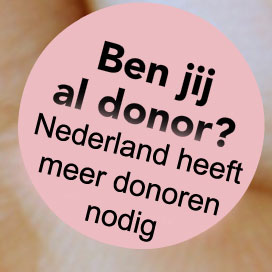 Ben jij
al donor?
Nederland heeft
meer donoren
nodig